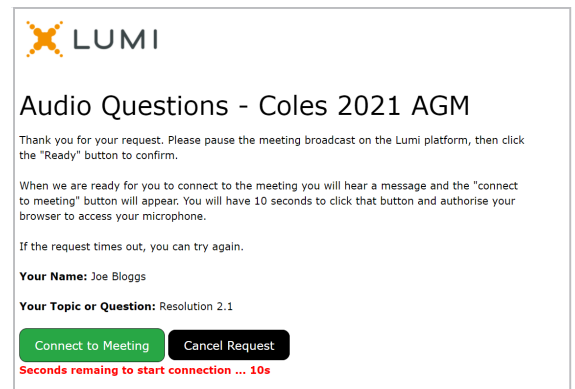 LUMI
Audio Questions - Coles 2021 AGM
Thank you for your request. Please pause the meeting broadcast on the Lumi platform, then click
the "Ready" button to confirm.
When we are ready for you to connect to the meeting you will hear a message and the "connect
to meeting" button will appear. You will have 10 seconds to click that button and authorise your
browser to access your microphone.
If the request times out, you can try again.
Your Name: Joe Bloggs
Your Topic or Question: Resolution 2.1
Connect to Meeting Cancel Request
Seconds remaing to start connection ... 10s